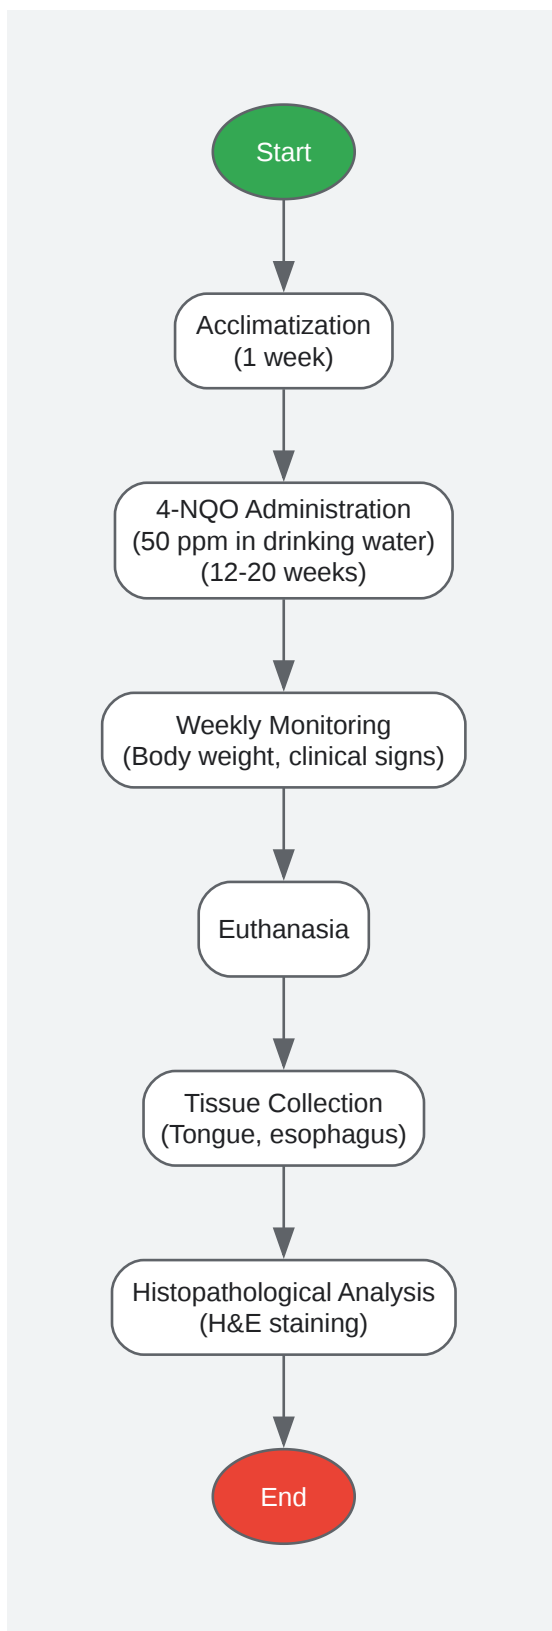 Start
Acclimatization
(1 week)
4-NQO Administration
(50 ppm in drinking water)
(12-20 weeks)
Weekly Monitoring
(Body weight, clinical signs)
Euthanasia
Tissue Collection
(Tongue, esophagus)
Histopathological Analysis
(H&E staining)
End